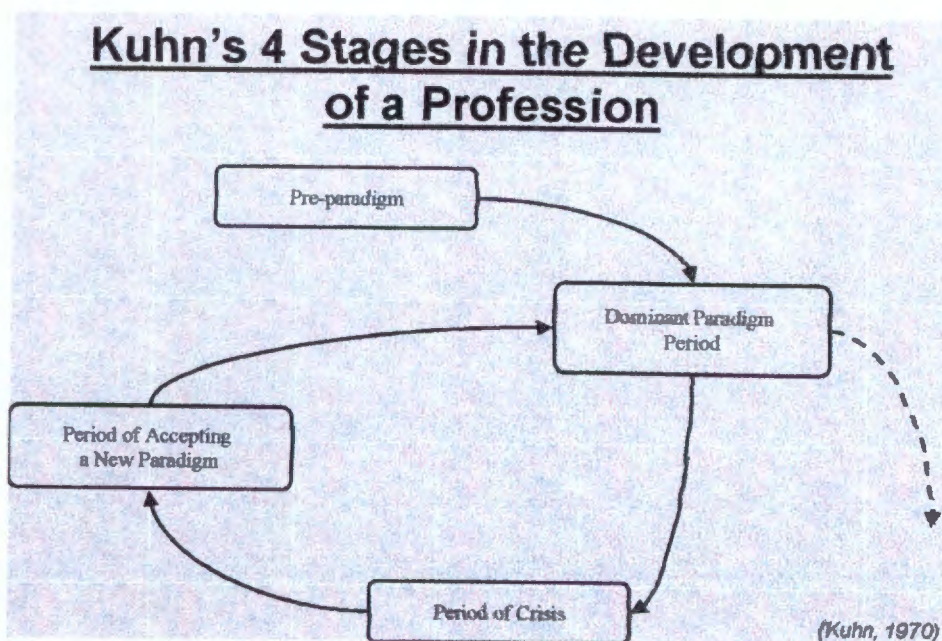 Kuhn's 4 Stages in the Development
of a Profession
Pre-paradigm
Dominant Paradigm
Period
Period of Accepting
a New Paradigm
Period of Crisis
(Kuhn, 1970)